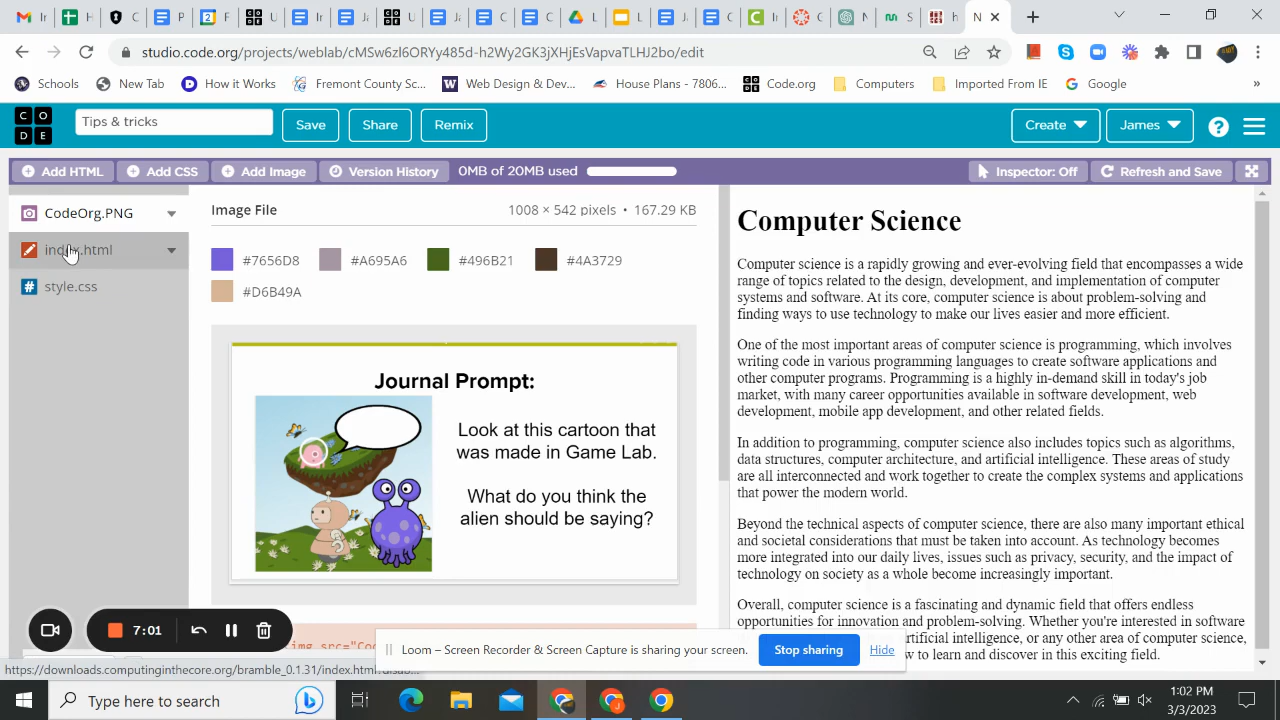 studio.code.org/projects/weblab/cMSw6zl6ORYv485d-h2Wy2GK3jXHjEsVapvaTLHJ2bo/edit
Schools New Tab How it Works Fremont County Sc... Web Design & Dev... House Plans - 7806... Code.org Computers Imported From IE Google »
CODE Tips & tricks Save Share Remix Create James ?
Add HTML Add CSS Add Image Version History 0MB of 20MB used Inspector: Off Refresh and Save
CodeOrg.PNG
index.html
style.css
Image File 1008 × 542 pixels • 167.29 KB
#7656D8 #A695A6 #496B21 #4A3729
#D6B49A
Journal Prompt:
Look at this cartoon that
was made in Game Lab.
What do you think the
alien should be saying?
Computer Science
Computer science is a rapidly growing and ever-evolving field that encompasses a wide
range of topics related to the design, development, and implementation of computer
systems and software. At its core, computer science is about problem-solving and
finding ways to use technology to make our lives easier and more efficient.
One of the most important areas of computer science is programming, which involves
writing code in various programming languages to create software applications and
other computer programs. Programming is a highly in-demand skill in today's job
market, with many career opportunities available in software development, web
development, mobile app development, and other related fields.
In addition to programming, computer science also includes topics such as algorithms,
data structures, computer architecture, and artificial intelligence. These areas of study
are all interconnected and work together to create the complex systems and applications
that power the modern world.
Beyond the technical aspects of computer science, there are also many important ethical
and societal considerations that must be taken into account. As technology becomes
more integrated into our daily lives, issues such as privacy, security, and the impact of
technology on society as a whole become increasingly important.
Overall, computer science is a fascinating and dynamic field that offers endless
opportunities for innovation and problem-solving. Whether you're interested in software
artificial intelligence, or any other area of computer science,
to learn and discover in this exciting field.
7:01
Loom – Screen Recorder & Screen Capture is sharing your screen. Stop sharing Hide
https://downloads.computinginthecore.org/bramble_0.1.31/index.html?disab...
Type here to search
1:02 PM
3/3/2023